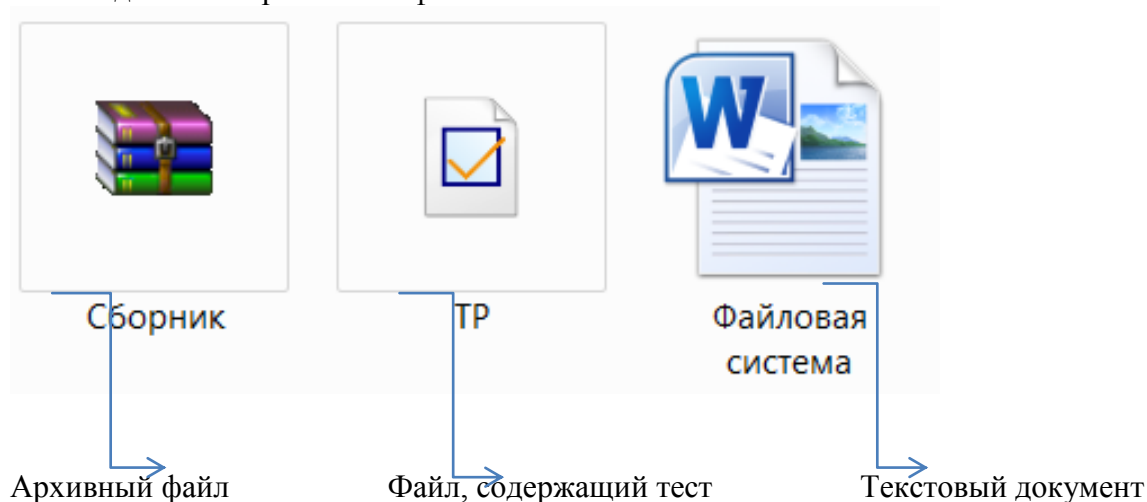 Сборник
ТР
Файловая
система
Архивный файл Файл, содержащий тест Текстовый документ